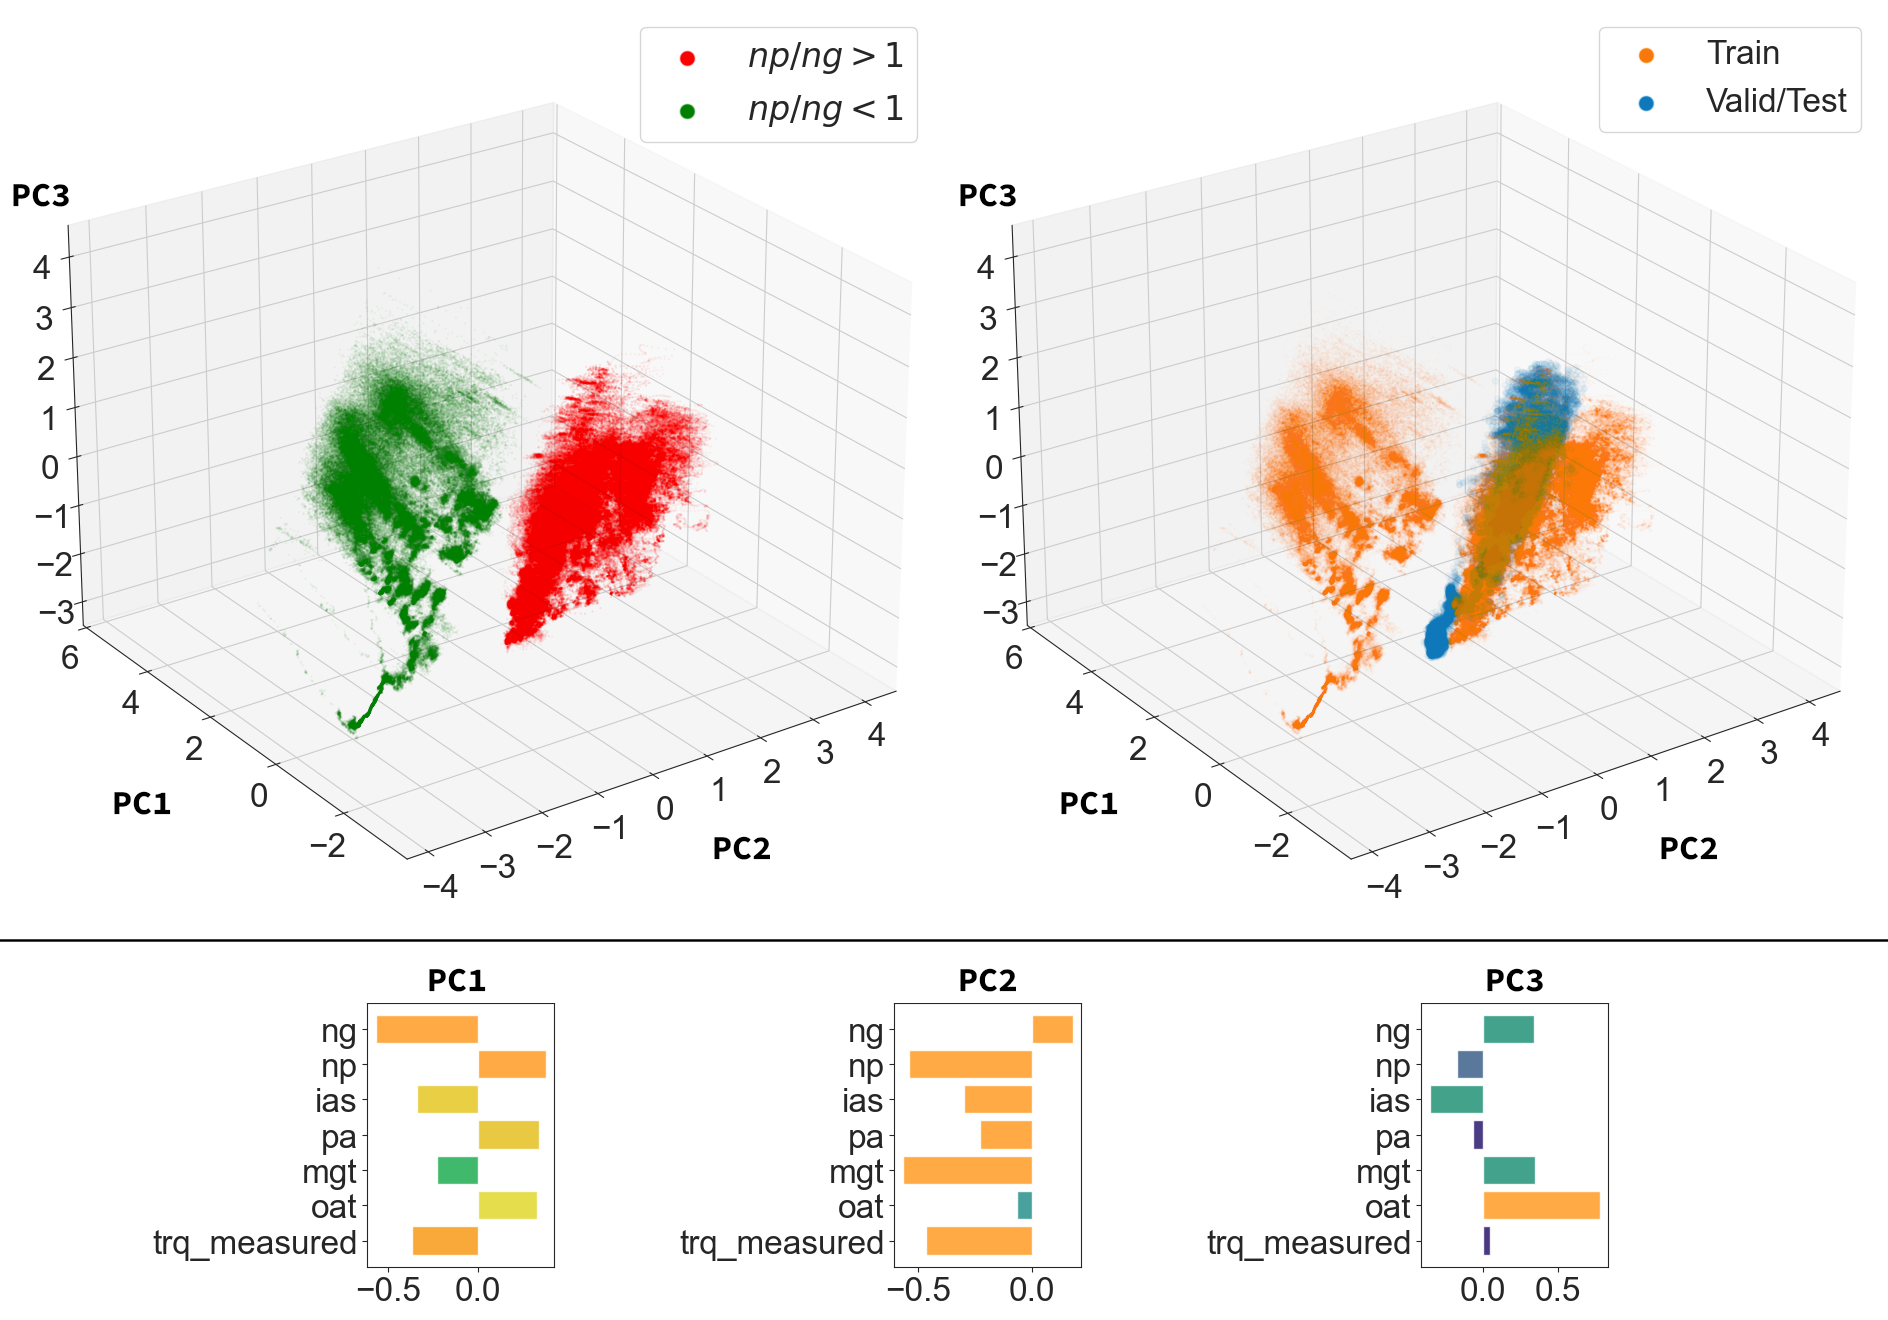 np/ng > 1
np/ng < 1
PC3
4
3
2
1
0
−1
−2
−3
6
4
2
0
−2
PC1
−4
−3
−2
−1
0
1
2
3
4
PC2
Train
Valid/Test
PC3
4
3
2
1
0
−1
−2
−3
6
4
2
0
−2
PC1
−4
−3
−2
−1
0
1
2
3
4
PC2
PC1
ng
np
ias
pa
mgt
oat
trq_measured
−0.5 0.0
PC2
ng
np
ias
pa
mgt
oat
trq_measured
−0.5 0.0
PC3
ng
np
ias
pa
mgt
oat
trq_measured
0.0 0.5